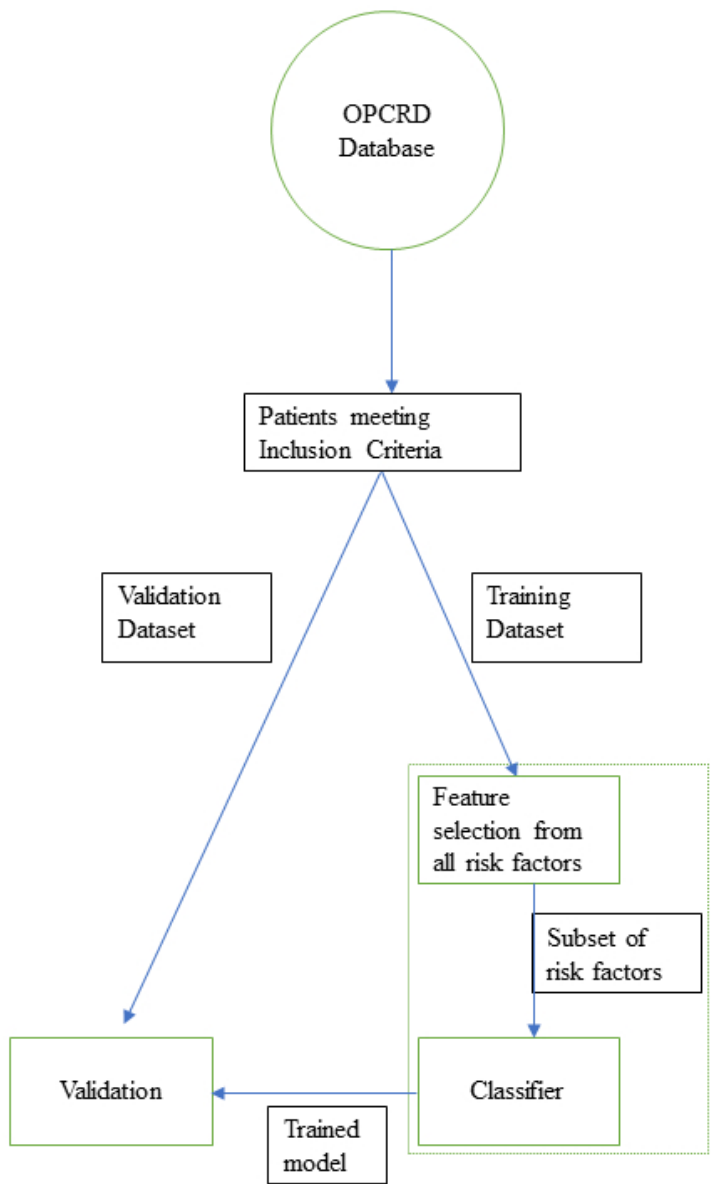 OPCRD
Database
Patients meeting
Inclusion Criteria
Validation
Dataset
Training
Dataset
Feature
selection from
all risk factors
Subset of
risk factors
Validation
Classifier
Trained
model